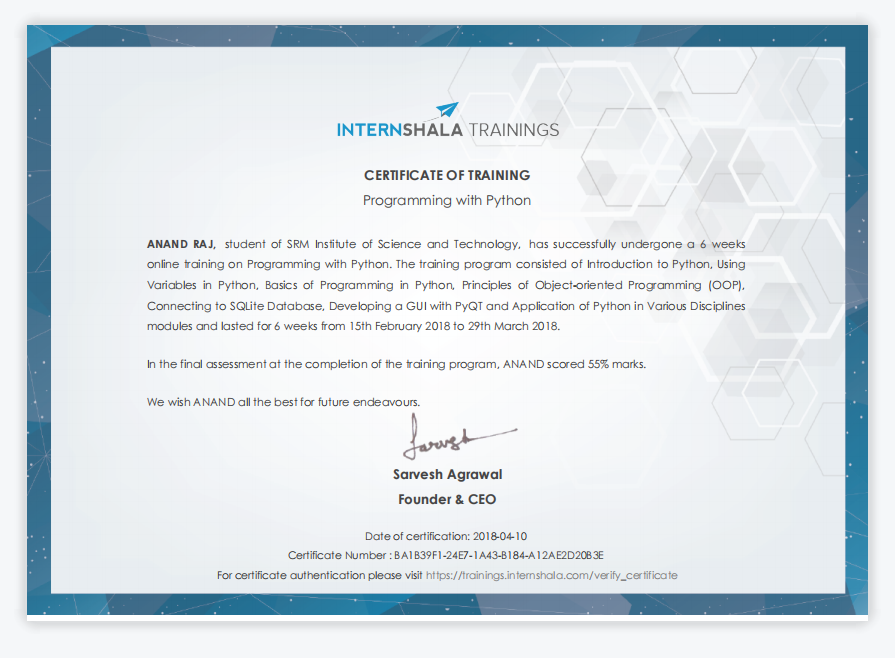 INTERNSHALA TRAININGS
CERTIFICATE OF TRAINING
Programming with Python
ANAND RAJ, student of SRM Institute of Science and Technology, has successfully undergone a 6 weeks
online training on Programming with Python. The training program consisted of Introduction to Python, Using
Variables in Python, Basics of Programming in Python, Principles of Object-oriented Programming (OOP),
Connecting to SQLite Database, Developing a GUI with PyQT and Application of Python in Various Disciplines
modules and lasted for 6 weeks from 15th February 2018 to 29th March 2018.
In the final assessment at the completion of the training program, ANAND scored 55% marks.
We wish ANAND all the best for future endeavours.
Sarvesh
Sarvesh Agrawal
Founder & CEO
Date of certification: 2018-04-10
Certificate Number : BA1B39F1-24E7-1A43-B184-A12AE2D20B3E
For certificate authentication please visit https://trainings.internshala.com/verify_certificate